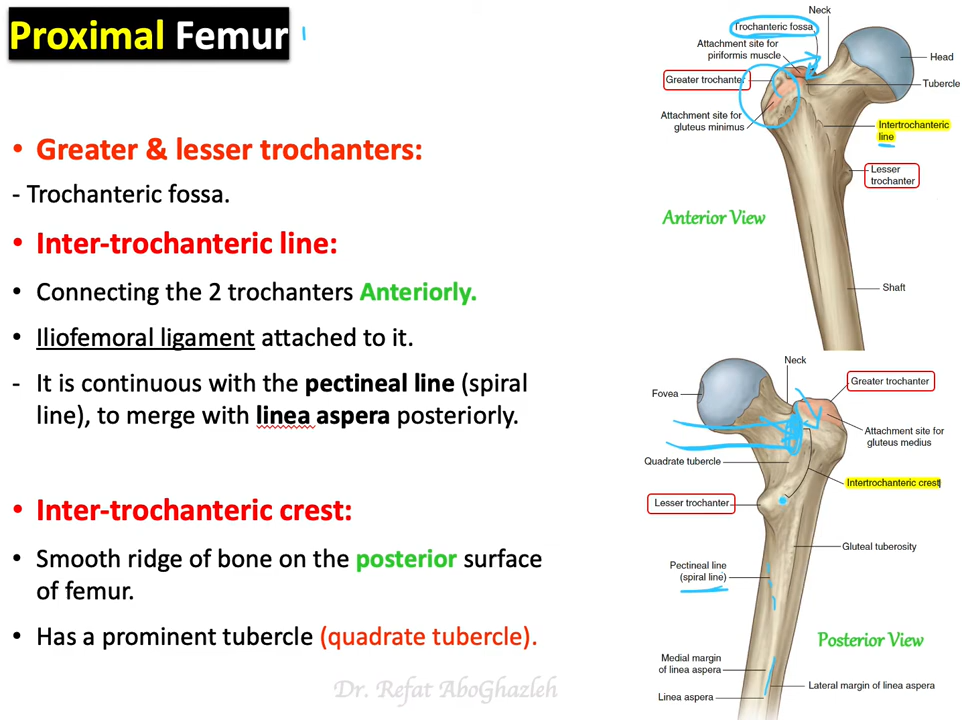 Proximal Femur
• Greater & lesser trochanters:
- Trochanteric fossa.
• Inter-trochanteric line:
• Connecting the 2 trochanters Anteriorly.
• Iliofemoral ligament attached to it.
- It is continuous with the pectineal line (spiral
line), to merge with linea aspera posteriorly.
• Inter-trochanteric crest:
• Smooth ridge of bone on the posterior surface
of femur.
• Has a prominent tubercle (quadrate tubercle).
Dr. Refat AboGhazleh
Neck
Trochanteric fossa
Attachment site for
piriformis muscle
Head
Greater trochanter
Tubercle
Attachment site for
gluteus minimus
Intertrochanteric
line
Lesser
trochanter
Anterior View
Shaft
Neck
Greater trochanter
Fovea
Attachment site for
gluteus medius
Quadrate tubercle
Intertrochanteric crest
Lesser trochanter
Gluteal tuberosity
Pectineal line
(spiral line)
Posterior View
Medial margin
of linea aspera
Lateral margin of linea aspera
Linea aspera